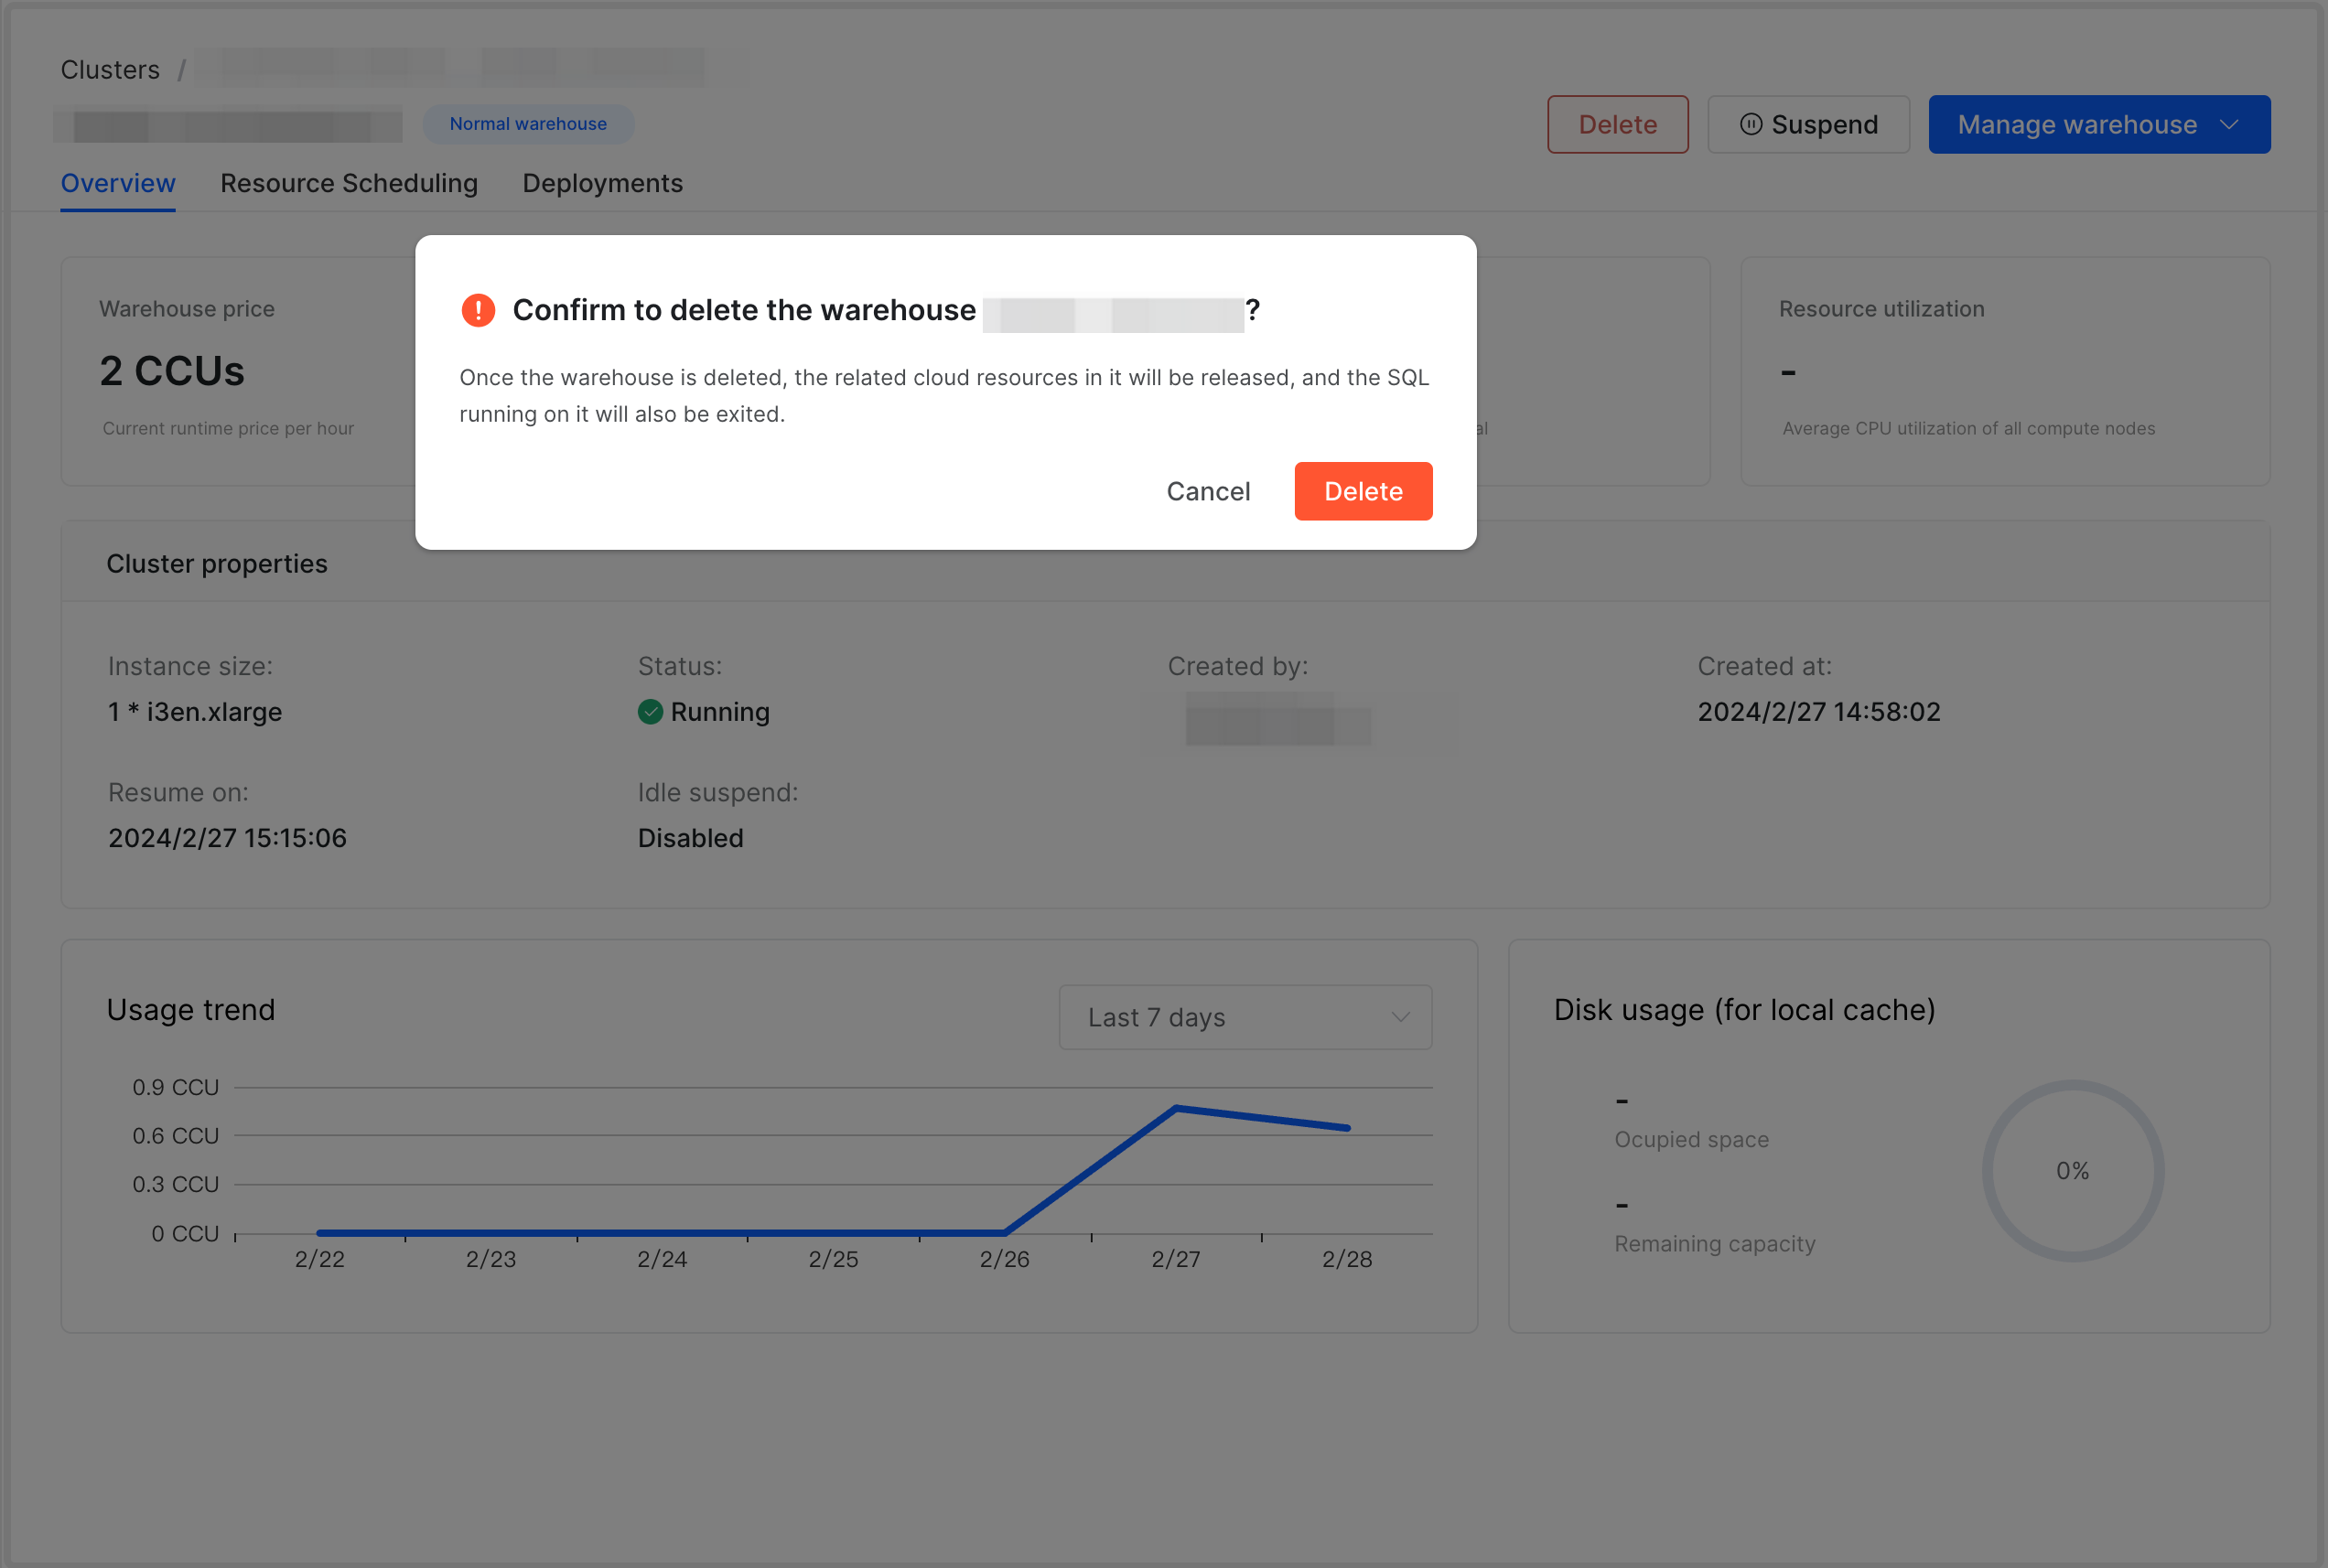 Clusters /
Normal warehouse
Delete
Suspend
Manage warehouse
Overview
Resource Scheduling
Deployments
Warehouse price
2 CCUs
Current runtime price per hour
Confirm to delete the warehouse ?
Once the warehouse is deleted, the related cloud resources in it will be released, and the SQL
running on it will also be exited.
Cancel
Delete
al
Resource utilization
-
Average CPU utilization of all compute nodes
Cluster properties
Instance size:
1 * i3en.xlarge
Status:
Running
Created by:
Created at:
2024/2/27 14:58:02
Resume on:
2024/2/27 15:15:06
Idle suspend:
Disabled
Usage trend
Last 7 days
0.9 CCU
0.6 CCU
0.3 CCU
0 CCU
2/22
2/23
2/24
2/25
2/26
2/27
2/28
Disk usage (for local cache)
-
Ocupied space
-
Remaining capacity
0%